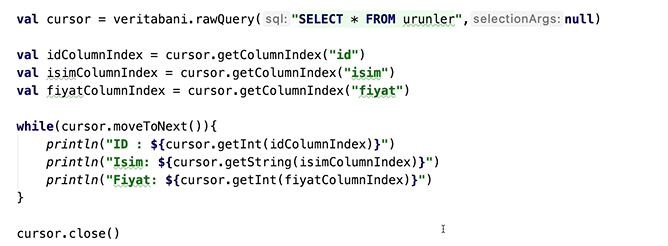 val cursor = veritabani.rawQuery( sql: "SELECT * FROM urunler", selectionArgs: null)
val idColumnIndex = cursor.getColumnIndex("id")
val isimColumnIndex = cursor.getColumnIndex("isim")
val fiyatColumnIndex = cursor.getColumnIndex("fiyat")
while(cursor.moveToNext()){
println("ID : ${cursor.getInt(idColumnIndex)}")
println("Isim: ${cursor.getString(isimColumnIndex)}")
println("Fiyat: ${cursor.getInt(fiyatColumnIndex)}")
}
cursor.close()